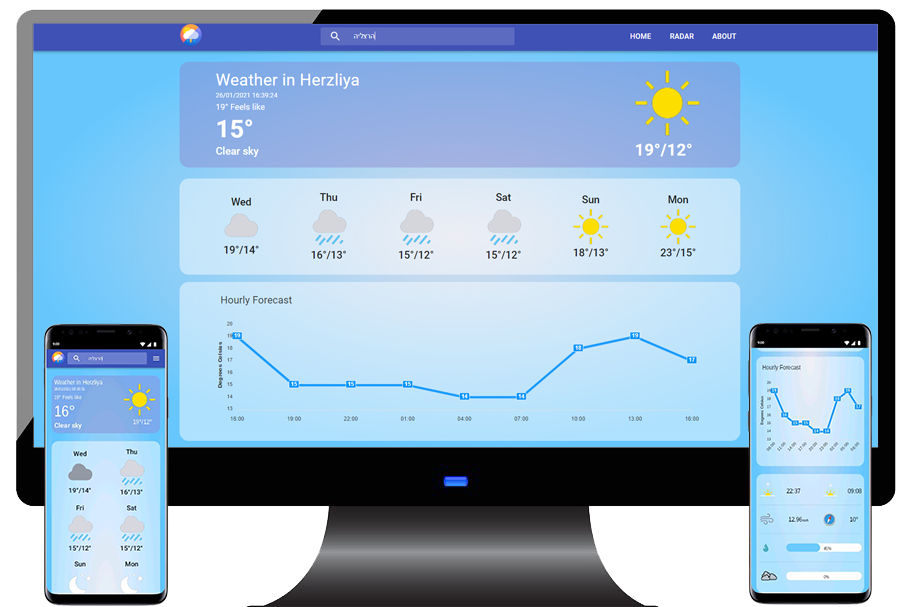 הרצליה
HOME RADAR ABOUT
Weather in Herzliya
26/01/2021 16:39:24
19° Feels like
15°
Clear sky
19°/12°
Wed Thu Fri Sat Sun Mon
19°/14° 16°/13° 15°/12° 15°/12° 18°/13° 23°/15°
Hourly Forecast
Degrees Celsius
20
19
18
17
16
15
14
13
19 15 15 15 14 14 18 19 17
16:00 19:00 22:00 01:00 04:00 07:00 10:00 13:00 16:00
9:00
הרצליה
Weather in Herzliya
19° Feels like
16°
Clear sky
19°/12°
Wed Thu
19°/14° 16°/13°
Fri Sat
15°/12° 15°/12°
Sun Mon
9:00
Hourly Forecast
Degrees Celsius
22:37 09:08
12.96 10°
0%